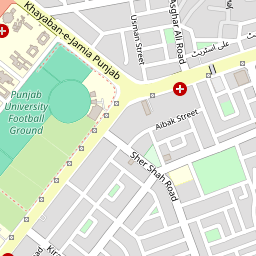 Khayaban-e-Jamia Punjab
Usman Street
Asghar Ali Road
علی اسٹریٹ
Punjab
University
Football
Ground
Aibak Street
Sher Shah Road